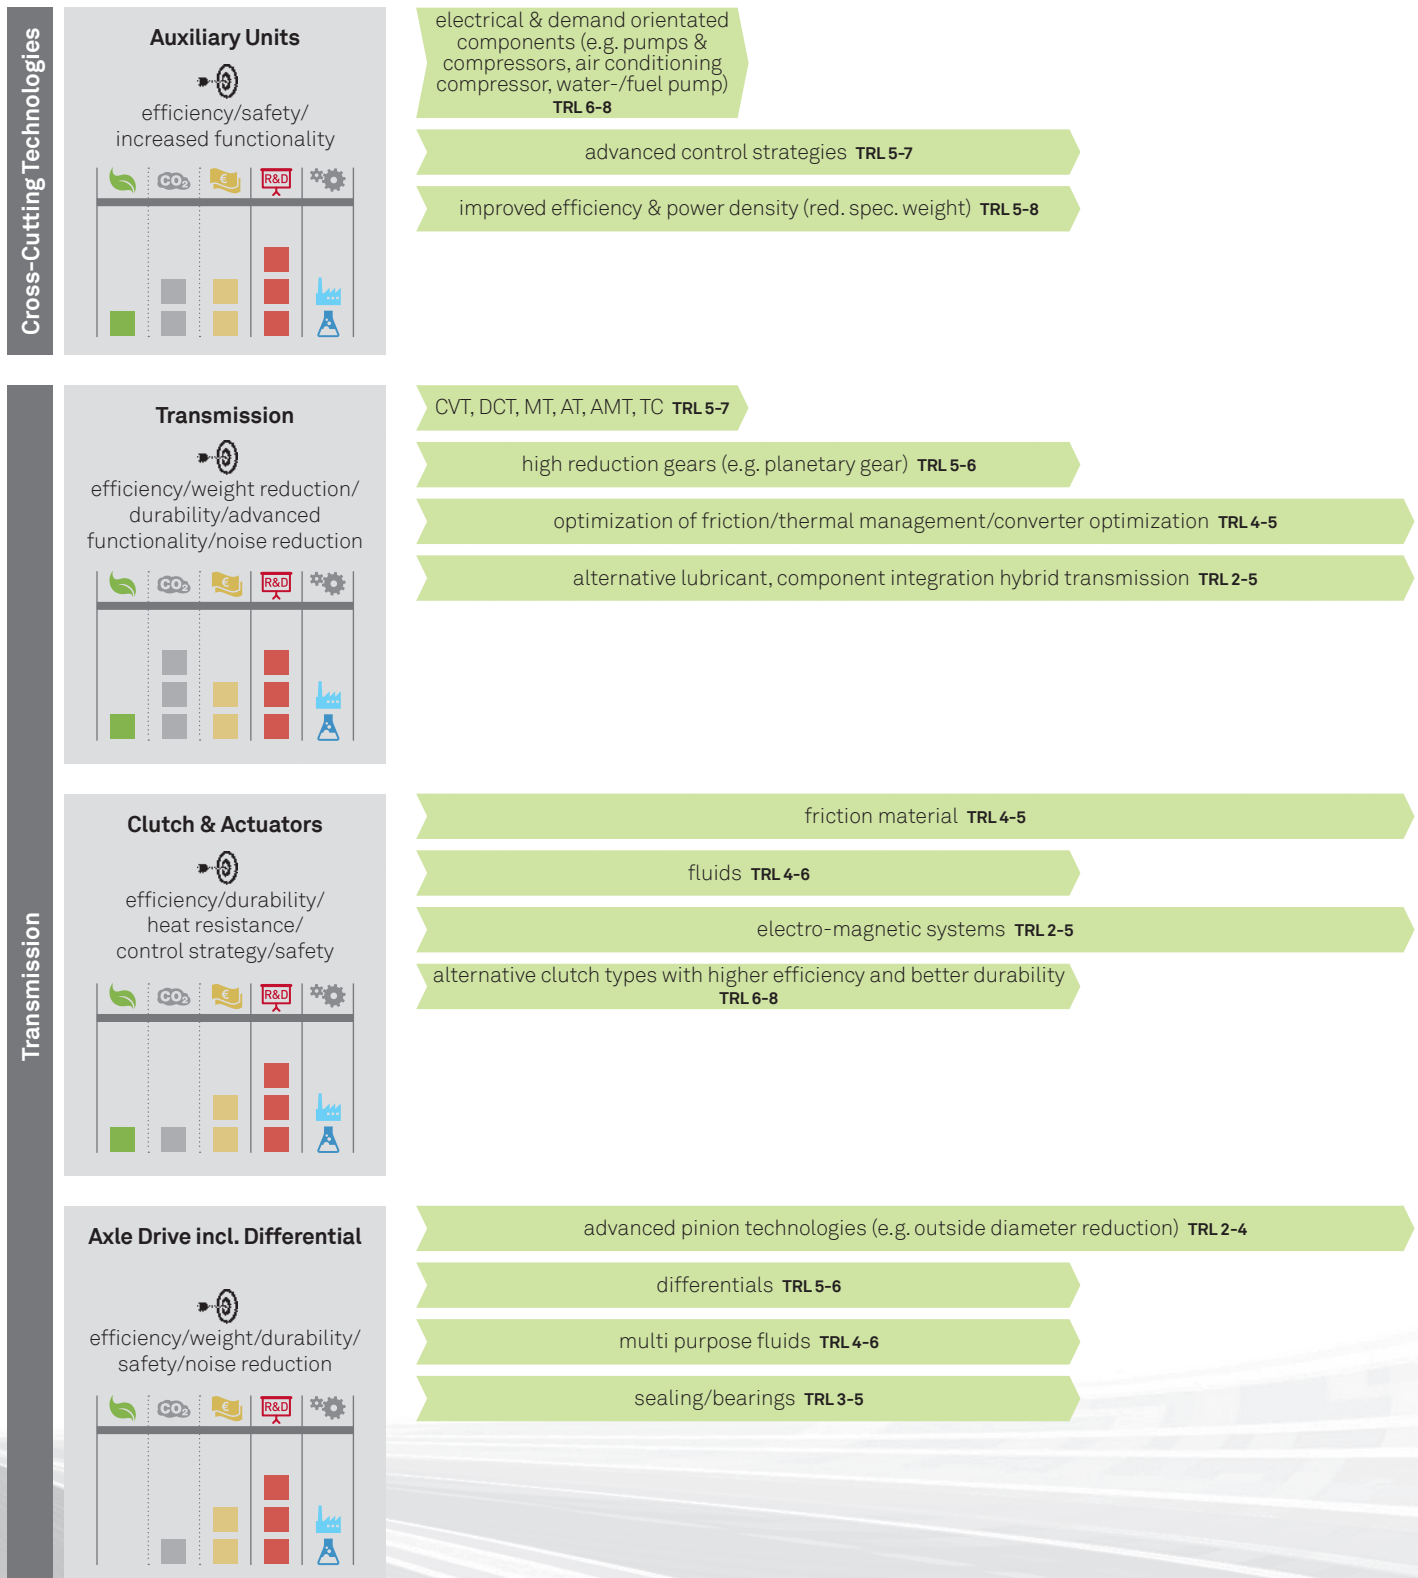 Cross-Cutting Technologies
Auxiliary Units
efficiency/safety/
increased functionality
CO2
€
R&D
electrical & demand orientated
components (e.g. pumps &
compressors, air conditioning
compressor, water-/fuel pump)
TRL 6-8
advanced control strategies TRL 5-7
improved efficiency & power density (red. spec. weight) TRL 5-8
Transmission
Transmission
efficiency/weight reduction/
durability/advanced
functionality/noise reduction
CO2
€
R&D
CVT, DCT, MT, AT, AMT, TC TRL 5-7
high reduction gears (e.g. planetary gear) TRL 5-6
optimization of friction/thermal management/converter optimization TRL 4-5
alternative lubricant, component integration hybrid transmission TRL 2-5
Clutch & Actuators
efficiency/durability/
heat resistance/
control strategy/safety
CO2
€
R&D
friction material TRL 4-5
fluids TRL 4-6
electro-magnetic systems TRL 2-5
alternative clutch types with higher efficiency and better durability
TRL 6-8
Axle Drive incl. Differential
efficiency/weight/durability/
safety/noise reduction
CO2
€
R&D
advanced pinion technologies (e.g. outside diameter reduction) TRL 2-4
differentials TRL 5-6
multi purpose fluids TRL 4-6
sealing/bearings TRL 3-5